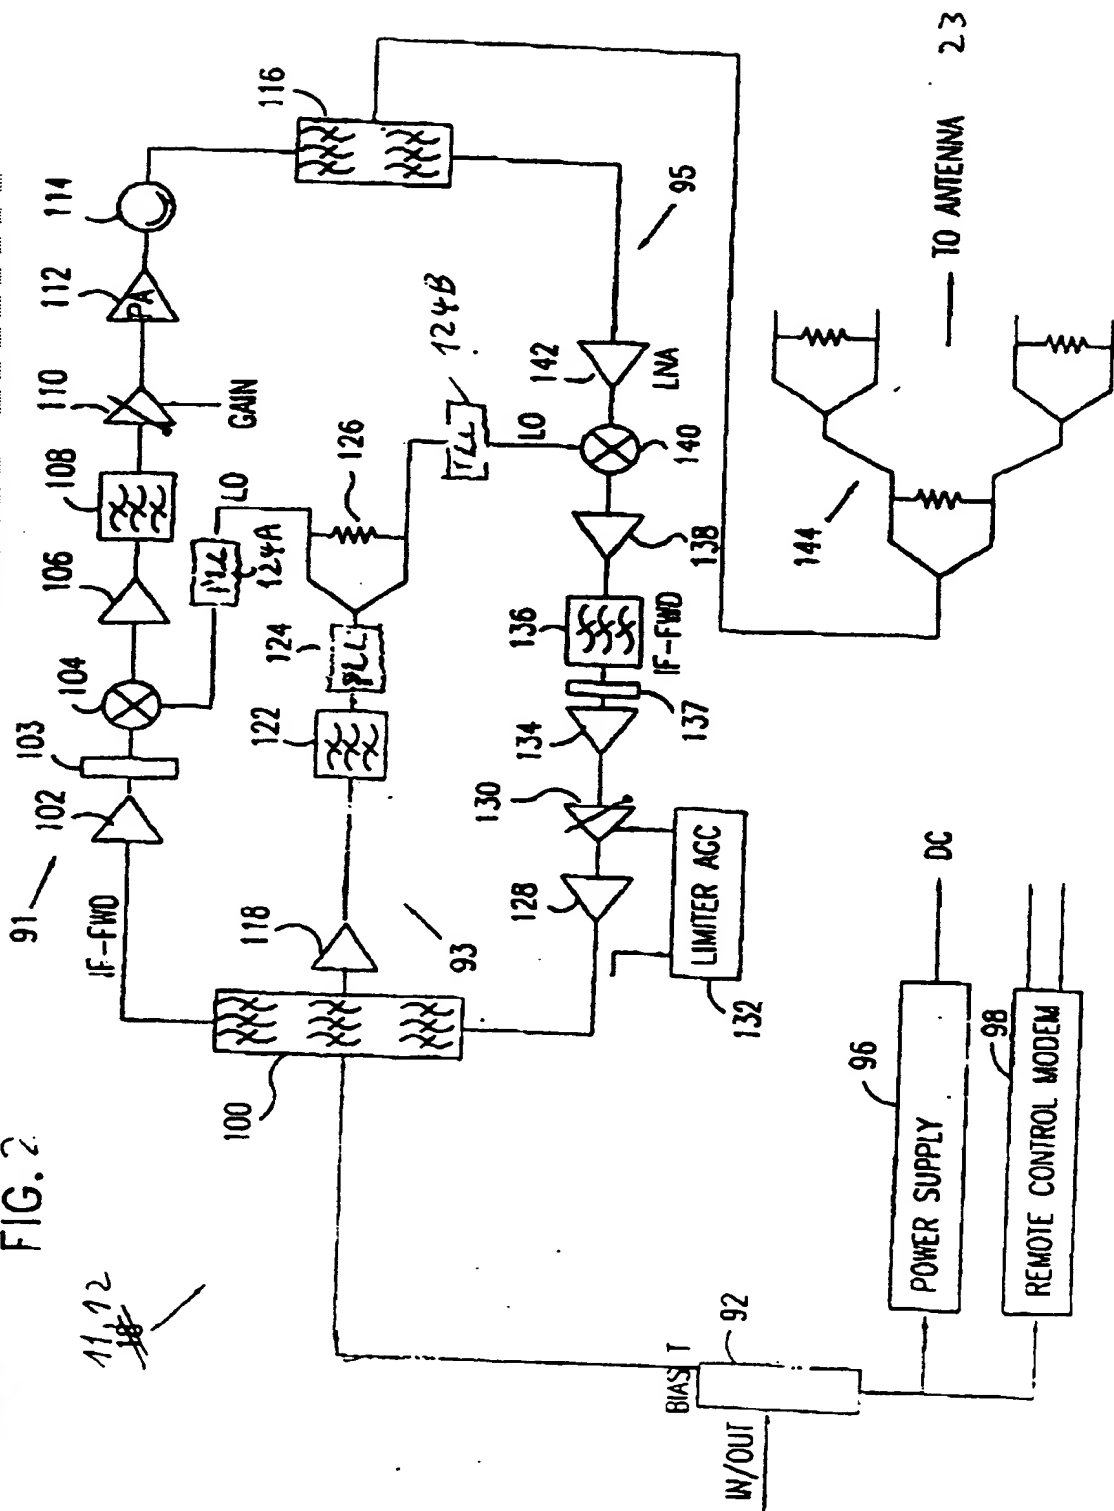 FIG. 2
11,12
18
91
IF-FWD
102
103
104
106
108
110
GAIN
112
PA
114
116
100
118
93
122
124
PLL
124A
PLL
LO
126
124B
PLL
LO
95
128
130
LIMITER AGC
132
134
137
136
IF-FWD
138
140
142
LNA
144
TO ANTENNA 23
IN/OUT
BIAS T
92
POWER SUPPLY
96
DC
REMOTE CONTROL MODEM
98